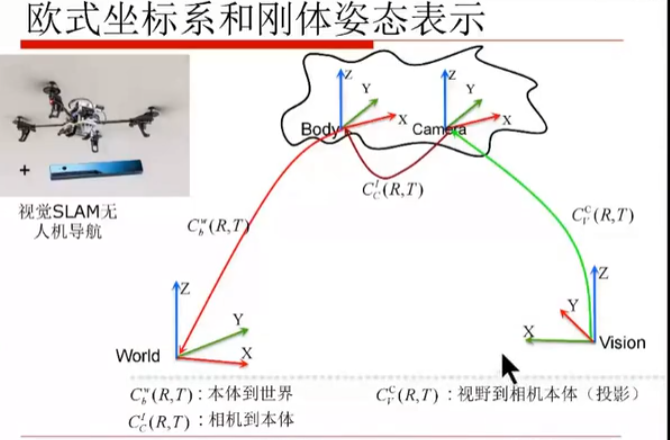 欧式坐标系和刚体姿态表示
Z
Y
X
Body
Z
Y
X
Camera
+
视觉SLAM无
人机导航
C_C^I(R,T)
C_b^w(R,T)
C_V^C(R,T)
Z
Y
X
World
Z
Y
X
Vision
C_b^w(R,T)：本体到世界
C_V^C(R,T)：视野到相机本体（投影）
C_C^I(R,T)：相机到本体